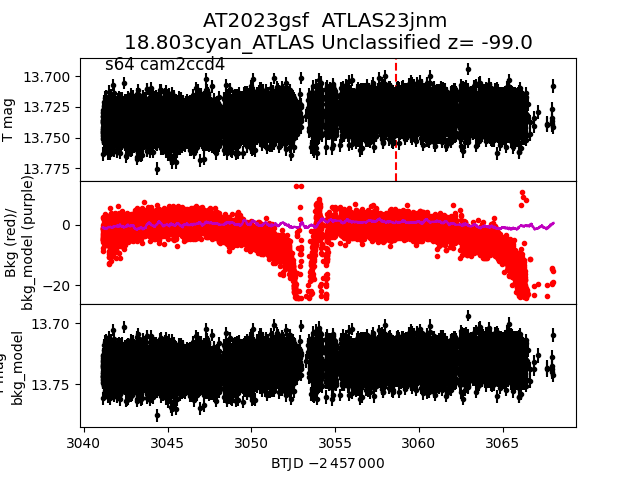 AT2023gsf  ATLAS23jnm
18.803cyan_ATLAS Unclassified z= -99.0
s64 cam2ccd4
13.700
13.725
13.750
13.775
T mag
0
−20
Bkg (red)/
bkg_model (purple)
13.70
13.75
mag
bkg_model
3040
3045
3050
3055
3060
3065
BTJD −2 457 000